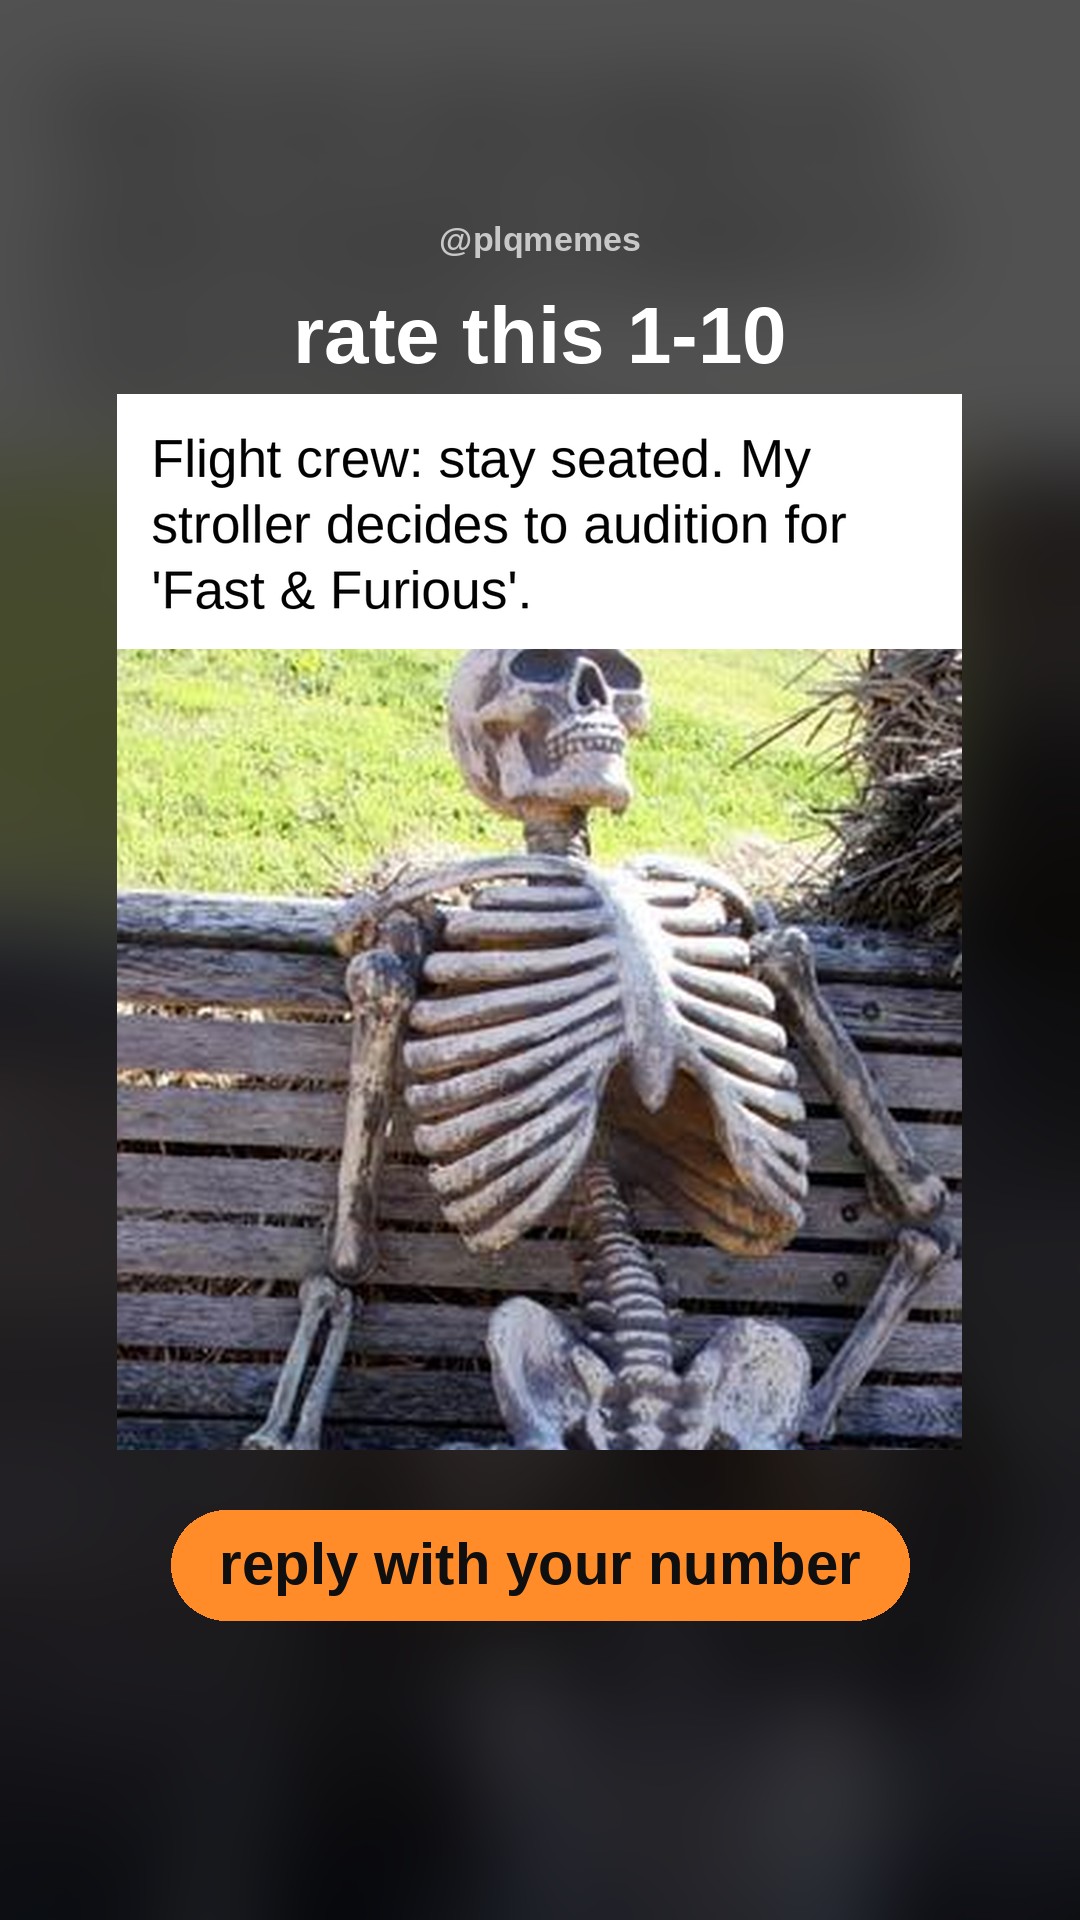 @plqmemes
rate this 1-10
Flight crew: stay seated. My
stroller decides to audition for
'Fast & Furious'.
reply with your number